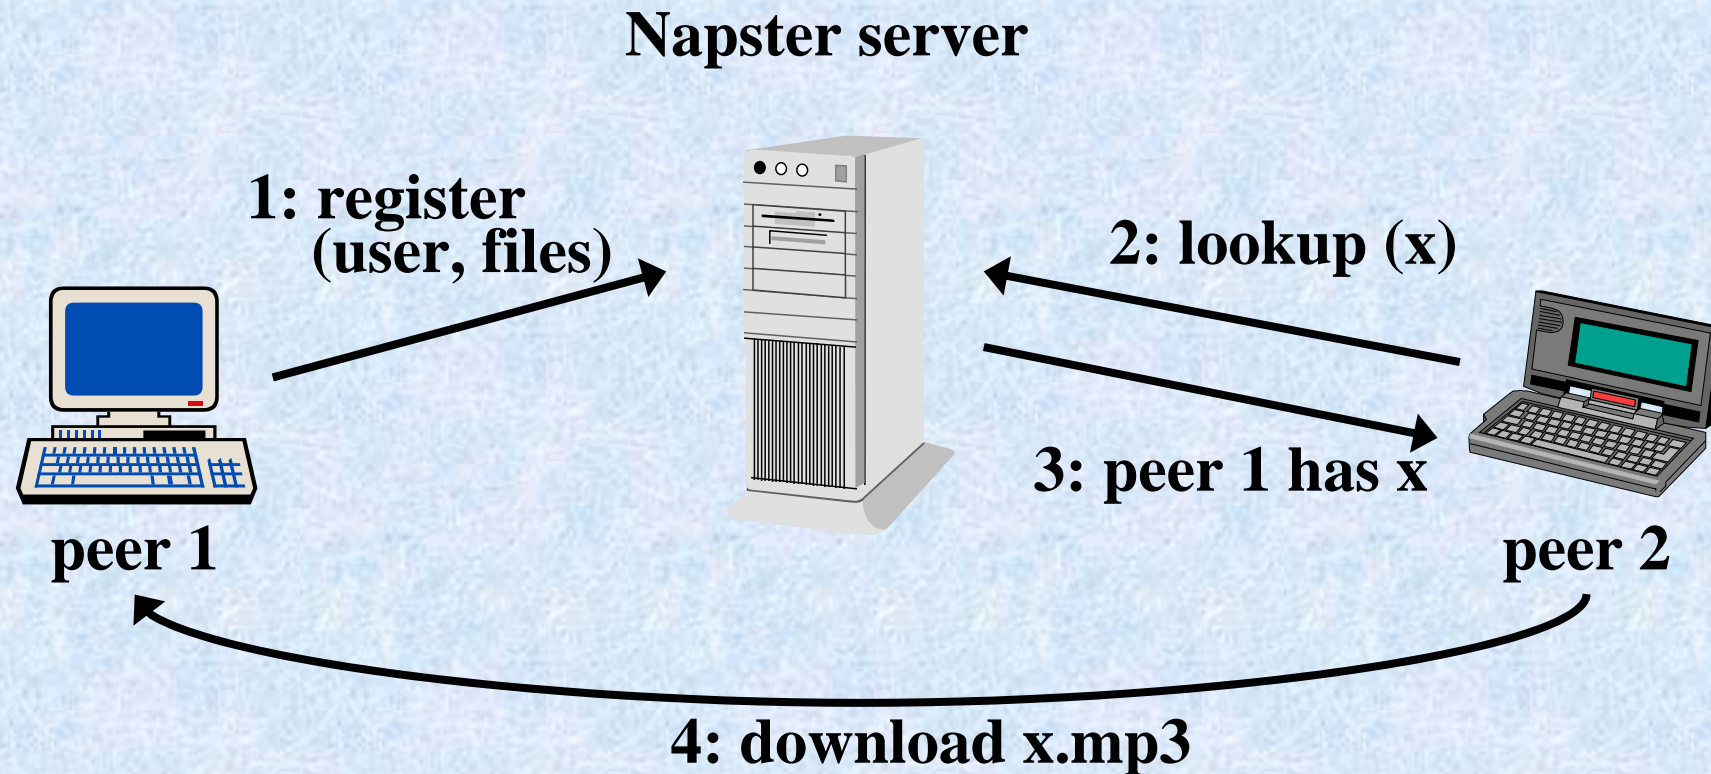 Napster server
1: register
(user, files)
2: lookup (x)
3: peer 1 has x
peer 1
peer 2
4: download x.mp3